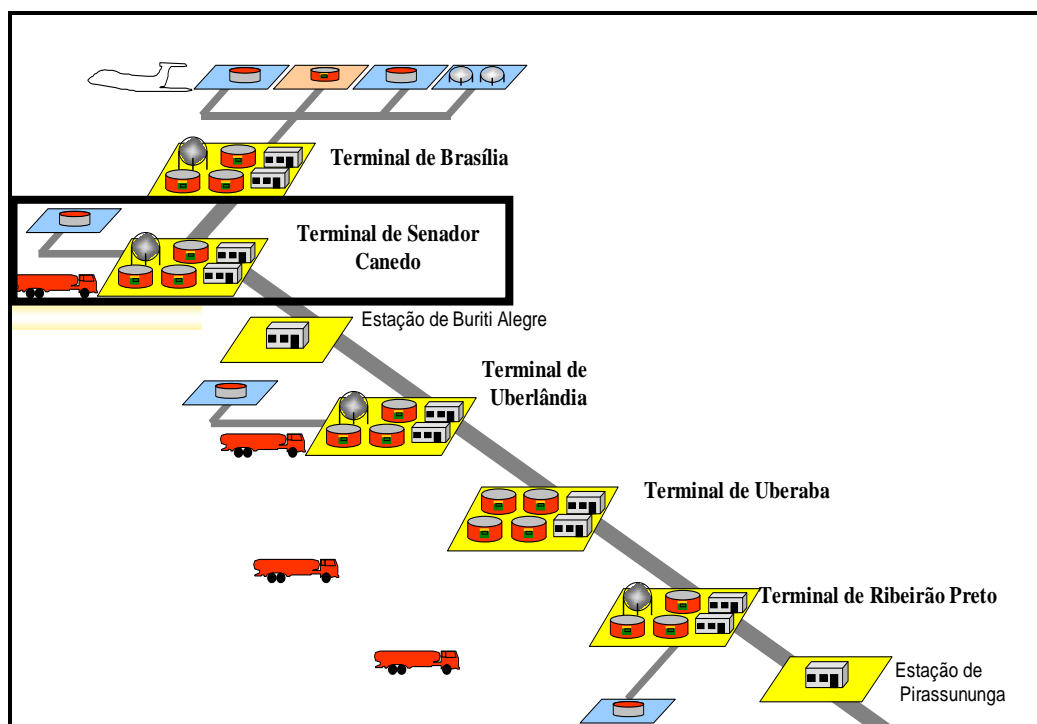 Terminal de Brasília
Terminal de Senador
Canedo
Estação de Buriti Alegre
Terminal de
Uberlândia
Terminal de Uberaba
Terminal de Ribeirão Preto
Estação de
Pirassununga